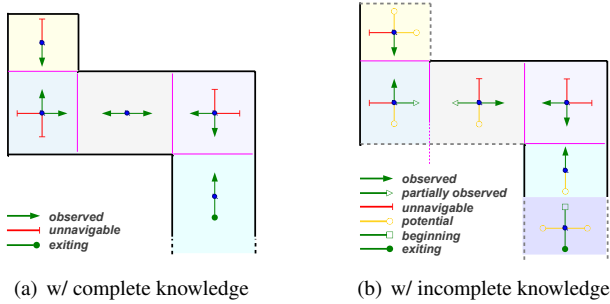 observed
unnavigable
exiting
(a) w/ complete knowledge
observed
partially observed
unnavigable
potential
beginning
exiting
(b) w/ incomplete knowledge